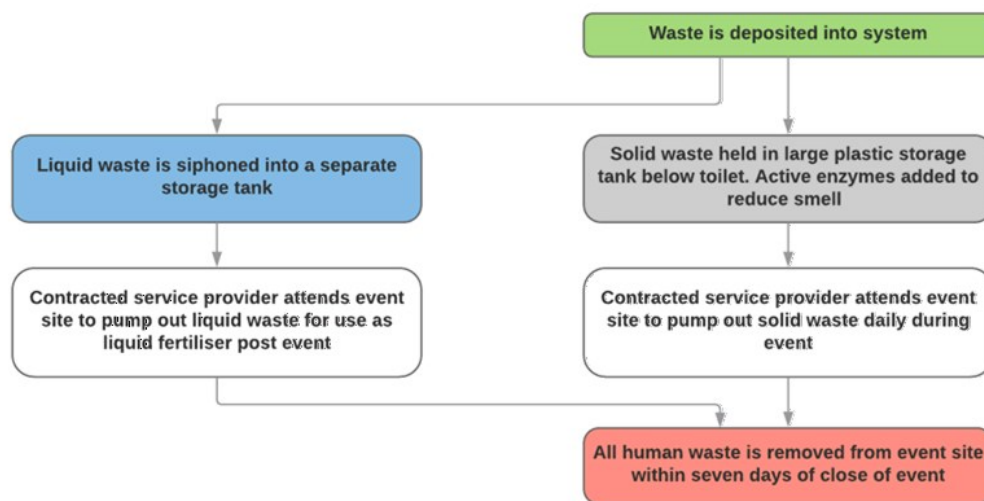 Waste is deposited into system
Liquid waste is siphoned into a separate
storage tank
Solid waste held in large plastic storage
tank below toilet. Active enzymes added to
reduce smell
Contracted service provider attends event
site to pump out liquid waste for use as
liquid fertiliser post event
Contracted service provider attends event
site to pump out solid waste daily during
event
All human waste is removed from event site
within seven days of close of event